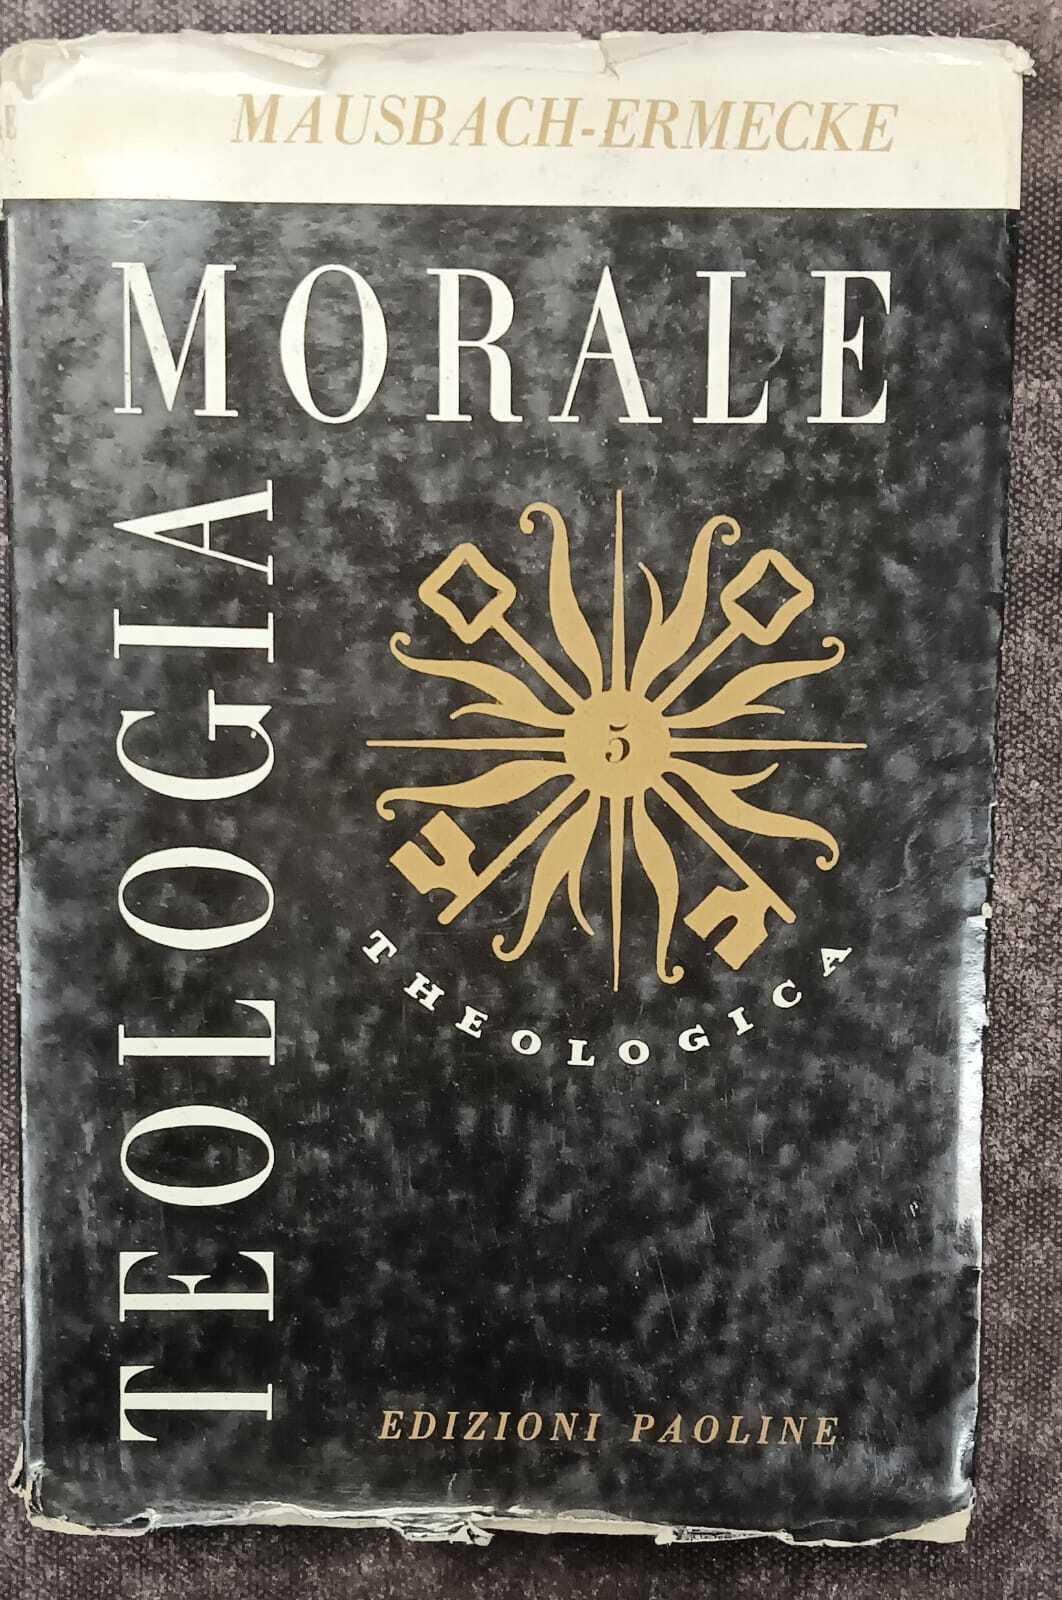 MAUSBACH-ERMECKE
MORALE
TEOLOGIA
5
THEOLOGICA
EDIZIONI PAOLINE